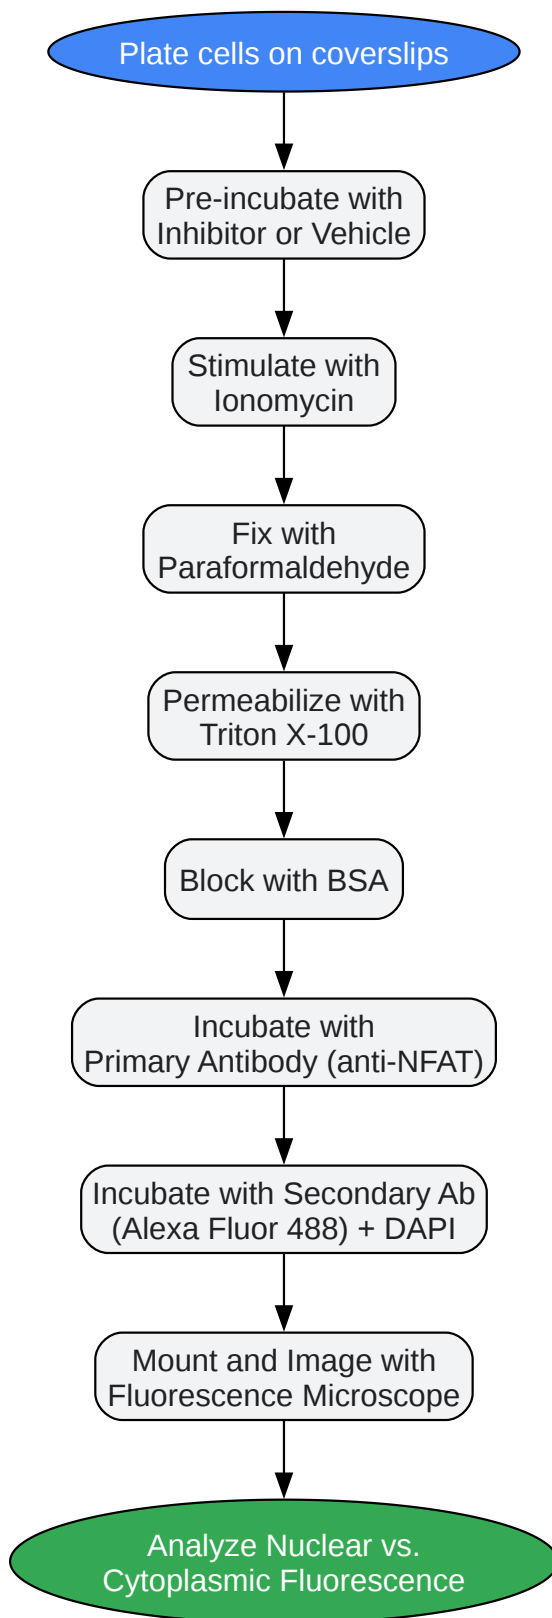 Plate cells on coverslips
Pre-incubate with
Inhibitor or Vehicle
Stimulate with
Ionomycin
Fix with
Paraformaldehyde
Permeabilize with
Triton X-100
Block with BSA
Incubate with
Primary Antibody (anti-NFAT)
Incubate with Secondary Ab
(Alexa Fluor 488) + DAPI
Mount and Image with
Fluorescence Microscope
Analyze Nuclear vs.
Cytoplasmic Fluorescence